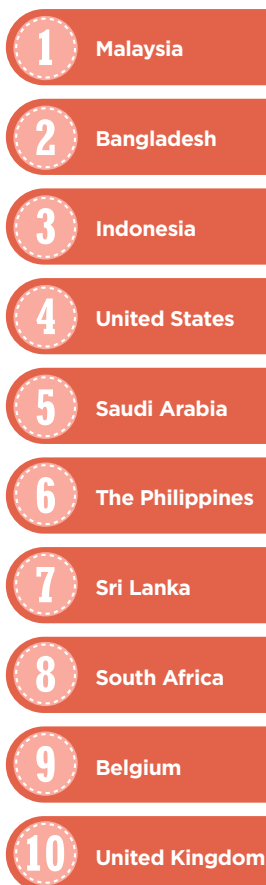 1 Malaysia
2 Bangladesh
3 Indonesia
4 United States
5 Saudi Arabia
6 The Philippines
7 Sri Lanka
8 South Africa
9 Belgium
10 United Kingdom